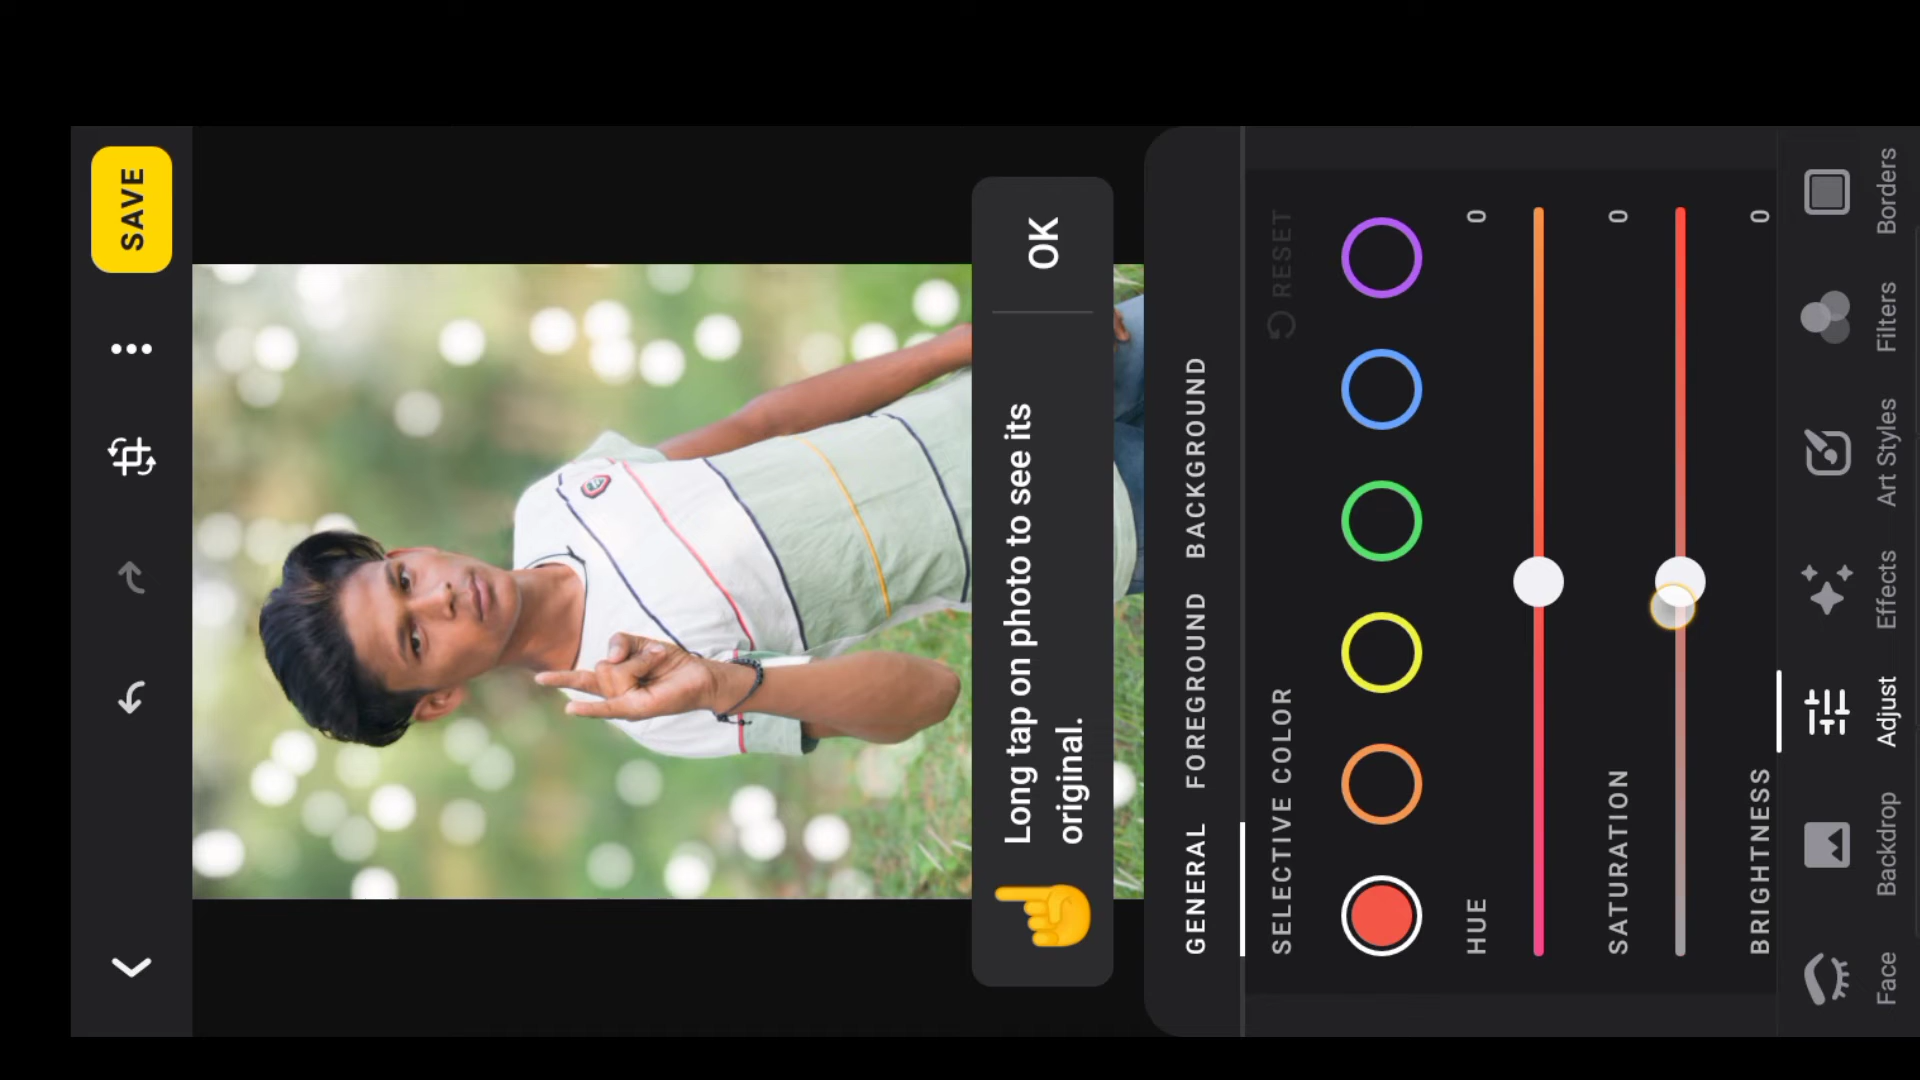 SAVE
Long tap on photo to see its
original.
OK
GENERAL FOREGROUND BACKGROUND
SELECTIVE COLOR RESET
HUE 0
SATURATION 0
BRIGHTNESS 0
Face Backdrop Adjust Effects Art Styles Filters Borders